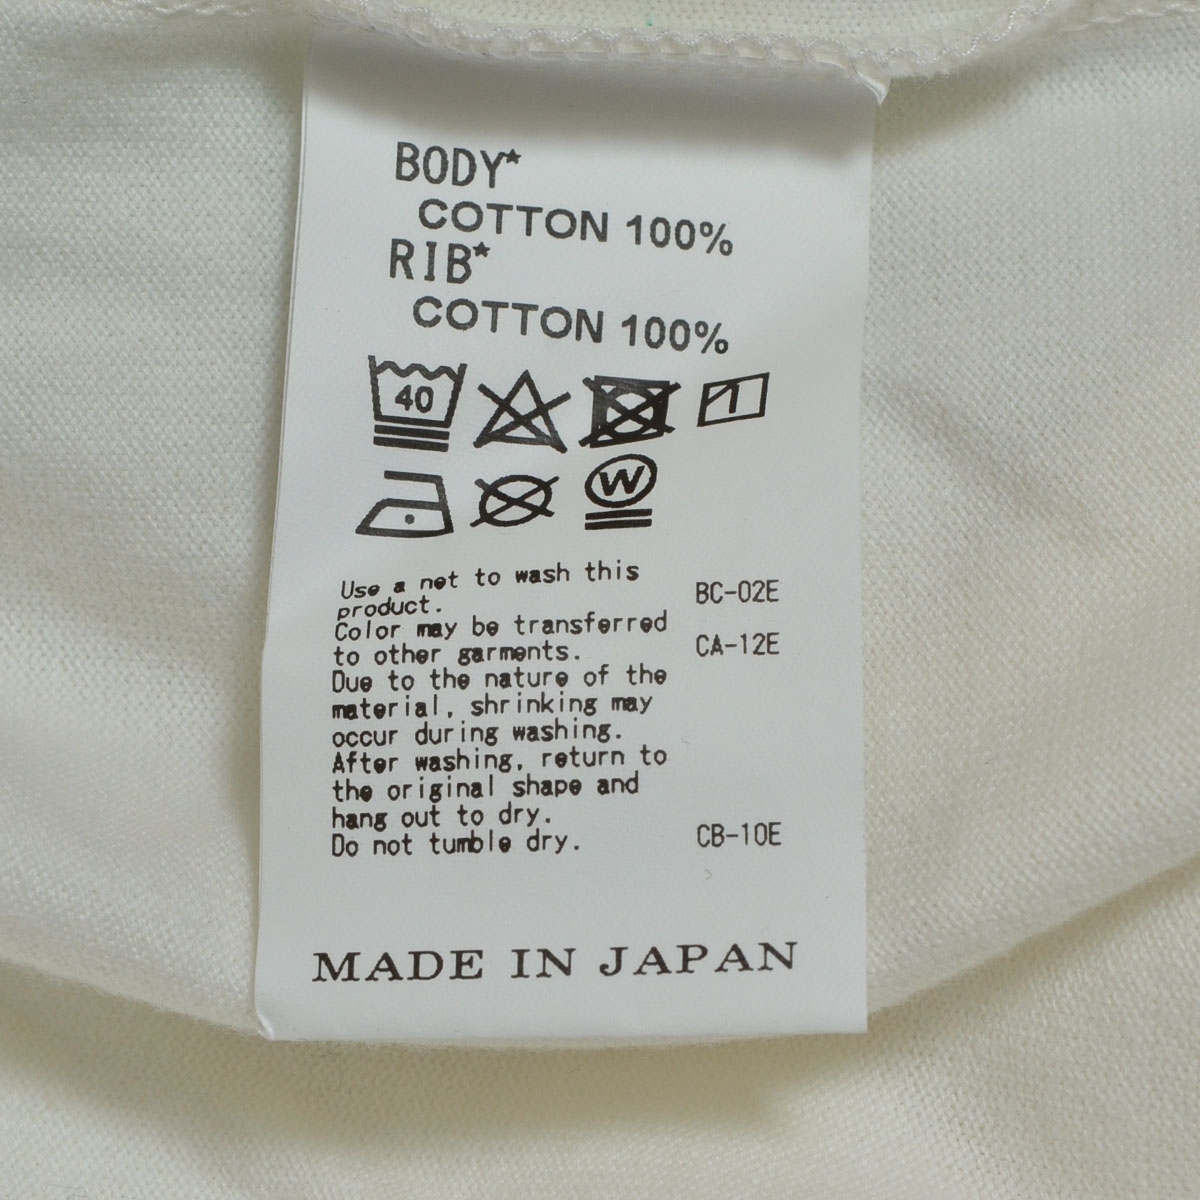 BODY*
COTTON 100%
RIB*
COTTON 100%
40
W
Use a net to wash this
product. BC-02E
Color may be transferred
to other garments. CA-12E
Due to the nature of the
material, shrinking may
occur during washing.
After washing, return to
the original shape and
hang out to dry.
Do not tumble dry. CB-10E
MADE IN JAPAN